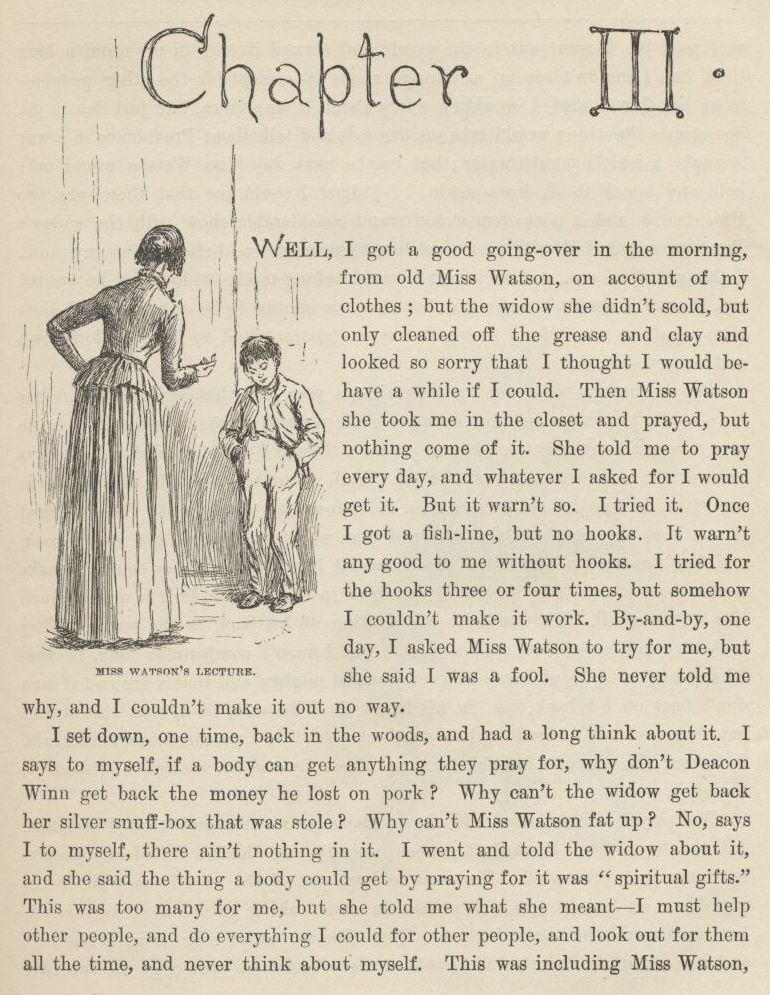 Chapter III.
WELL, I got a good going-over in the morning,
from old Miss Watson, on account of my
clothes; but the widow she didn't scold, but
only cleaned off the grease and clay and
looked so sorry that I thought I would be-
have a while if I could. Then Miss Watson
she took me in the closet and prayed, but
nothing come of it. She told me to pray
every day, and whatever I asked for I would
get it. But it warn't so. I tried it. Once
I got a fish-line, but no hooks. It warn't
any good to me without hooks. I tried for
the hooks three or four times, but somehow
I couldn't make it work. By-and-by, one
day, I asked Miss Watson to try for me, but
she said I was a fool. She never told me
MISS WATSON'S LECTURE.
why, and I couldn't make it out no way.
I set down, one time, back in the woods, and had a long think about it. I
says to myself, if a body can get anything they pray for, why don't Deacon
Winn get back the money he lost on pork? Why can't the widow get back
her silver snuff-box that was stole? Why can't Miss Watson fat up? No, says
I to myself, there ain't nothing in it. I went and told the widow about it,
and she said the thing a body could get by praying for it was "spiritual gifts."
This was too many for me, but she told me what she meant—I must help
other people, and do everything I could for other people, and look out for them
all the time, and never think about myself. This was including Miss Watson,